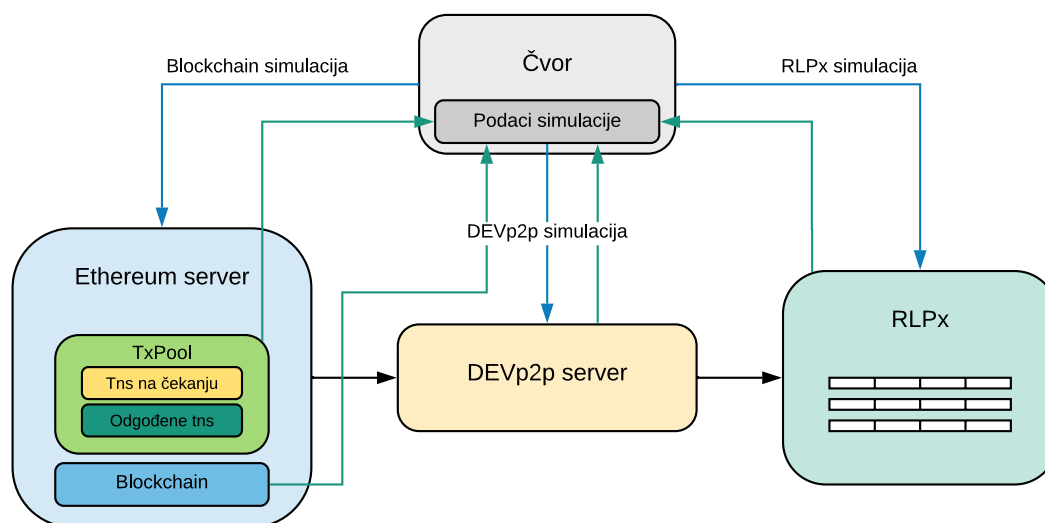 Čvor
Blockchain simulacija
RLPx simulacija
Podaci simulacije
DEVp2p simulacija
Ethereum server
RLPx
TxPool
DEVp2p server
Tns na čekanju
Odgođene tns
Blockchain